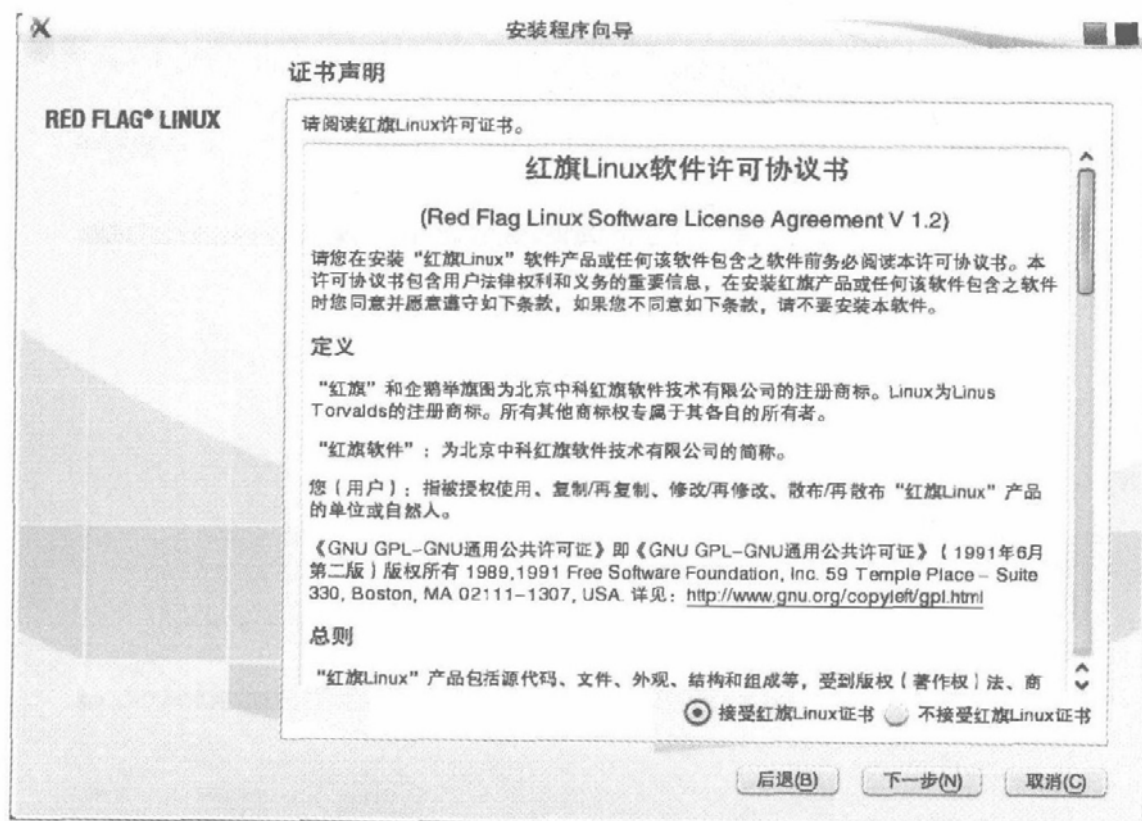 安装程序向导
证书声明
RED FLAG® LINUX
请阅读红旗Linux许可证书。
红旗Linux软件许可协议书
(Red Flag Linux Software License Agreement V 1.2)
请您在安装“红旗Linux”软件产品或任何该软件包含之软件前务必阅读本许可协议书。本
许可协议书包含用户法律权利和义务的重要信息，在安装红旗产品或任何该软件包含之软件
时您同意并愿意遵守如下条款，如果您不同意如下条款，请不要安装本软件。
定义
“红旗”和企鹅举旗图为北京中科红旗软件技术有限公司的注册商标。Linux为Linus
Torvalds的注册商标。所有其他商标权专属于其各自的所有者。
“红旗软件”：为北京中科红旗软件技术有限公司的简称。
您（用户）：指被授权使用、复制/再复制、修改/再修改、散布/再散布“红旗Linux”产品
的单位或自然人。
《GNU GPL-GNU通用公共许可证》即《GNU GPL-GNU通用公共许可证》（1991年6月
第二版）版权所有 1989,1991 Free Software Foundation, Inc. 59 Temple Place - Suite
330, Boston, MA 02111-1307, USA. 详见：http://www.gnu.org/copyleft/gpl.html
总则
“红旗Linux”产品包括源代码、文件、外观、结构和组成等，受到版权（著作权）法、商
接受红旗Linux证书 不接受红旗Linux证书
后退(B) 下一步(N) 取消(C)